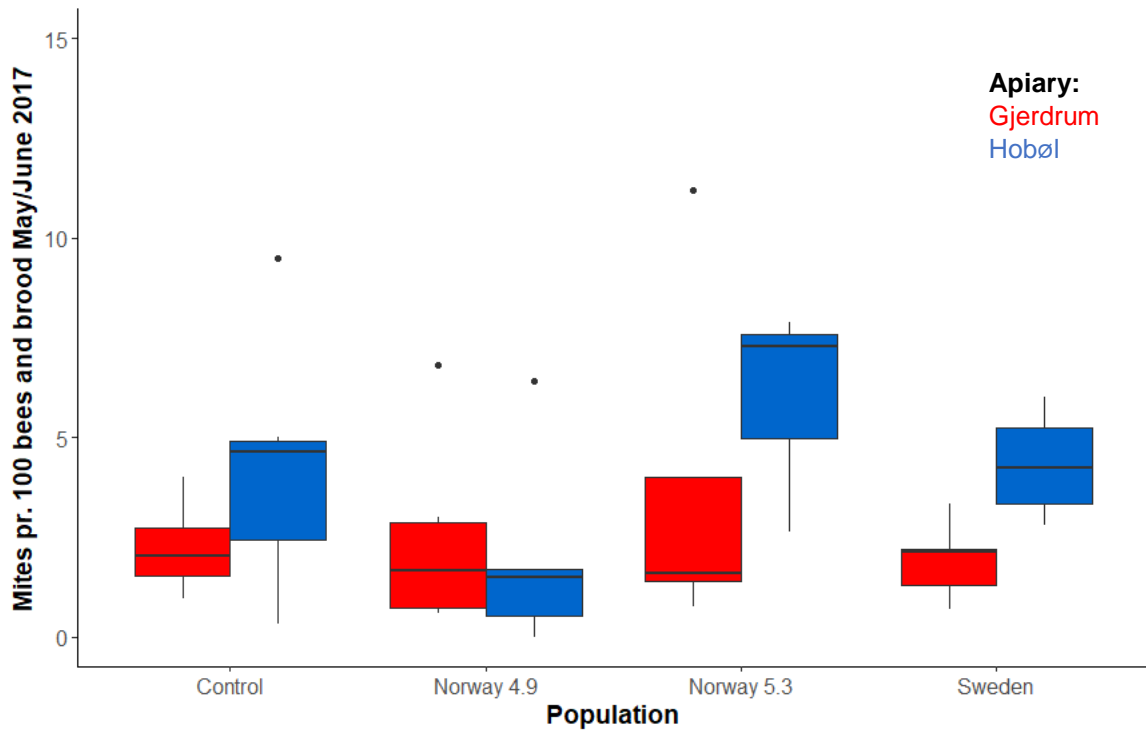 15
10
5
0
Mites pr. 100 bees and brood May/June 2017
Apiary:
Gjerdrum
Hobøl
Control
Norway 4.9
Norway 5.3
Sweden
Population